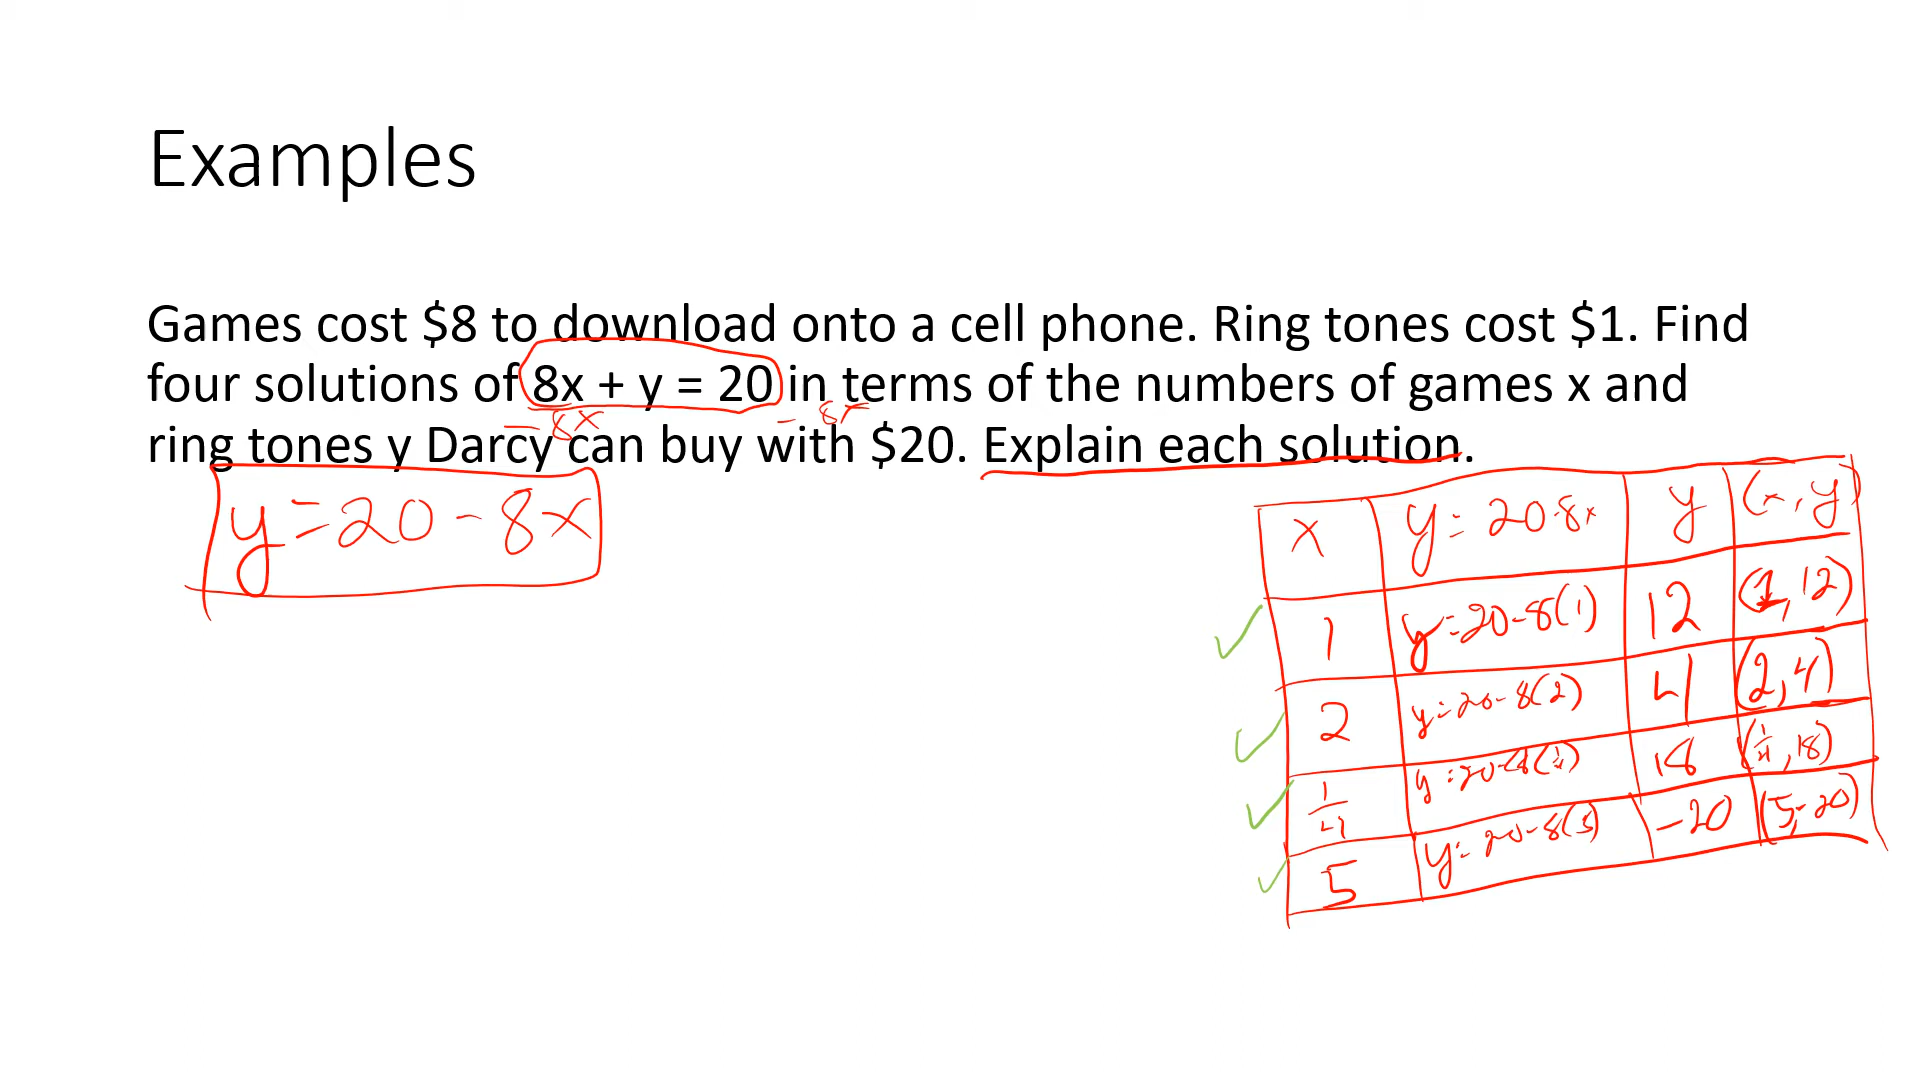 Examples
Games cost $8 to download onto a cell phone. Ring tones cost $1. Find
four solutions of 8x + y = 20 in terms of the numbers of games x and
-8x -8x
ring tones y Darcy can buy with $20. Explain each solution.
y=20-8x
x y=20-8x y (x,y)
1 y=20-8(1) 12 (1,12)
2 y=20-8(2) 4 (2,4)
1/4 y=20-8(1/4) 18 (1/4,18)
5 y=20-8(5) -20 (5,-20)